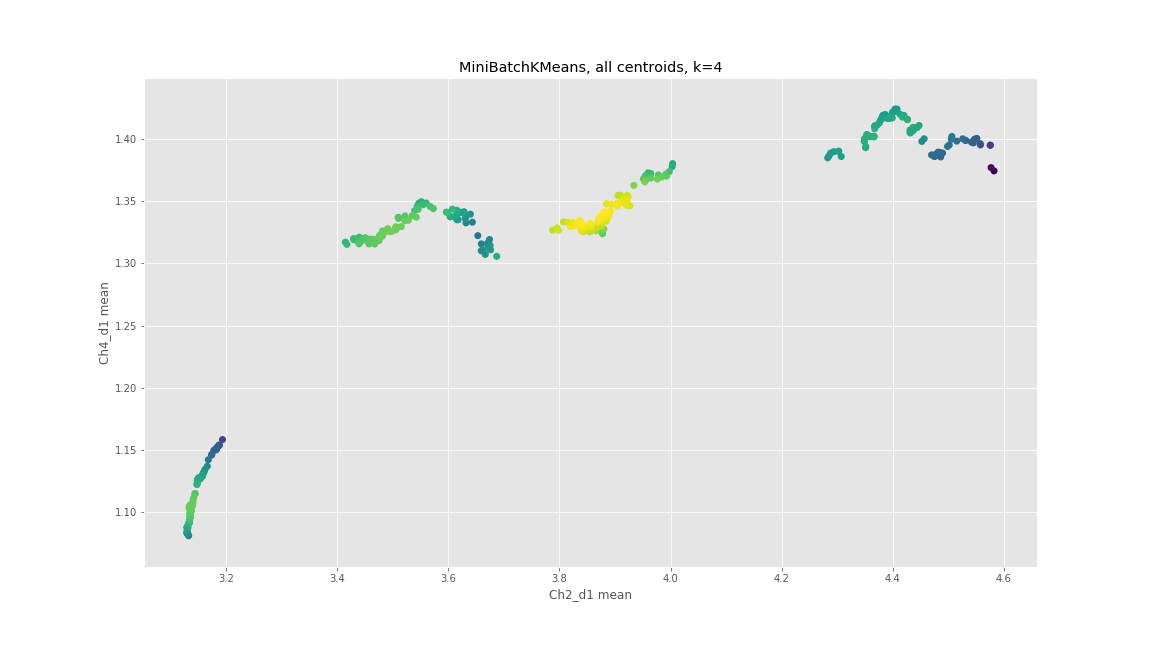 MiniBatchKMeans, all centroids, k=4
1.40
1.35
1.30
1.25
1.20
1.15
1.10
Ch4_d1 mean
3.2 3.4 3.6 3.8 4.0 4.2 4.4 4.6
Ch2_d1 mean